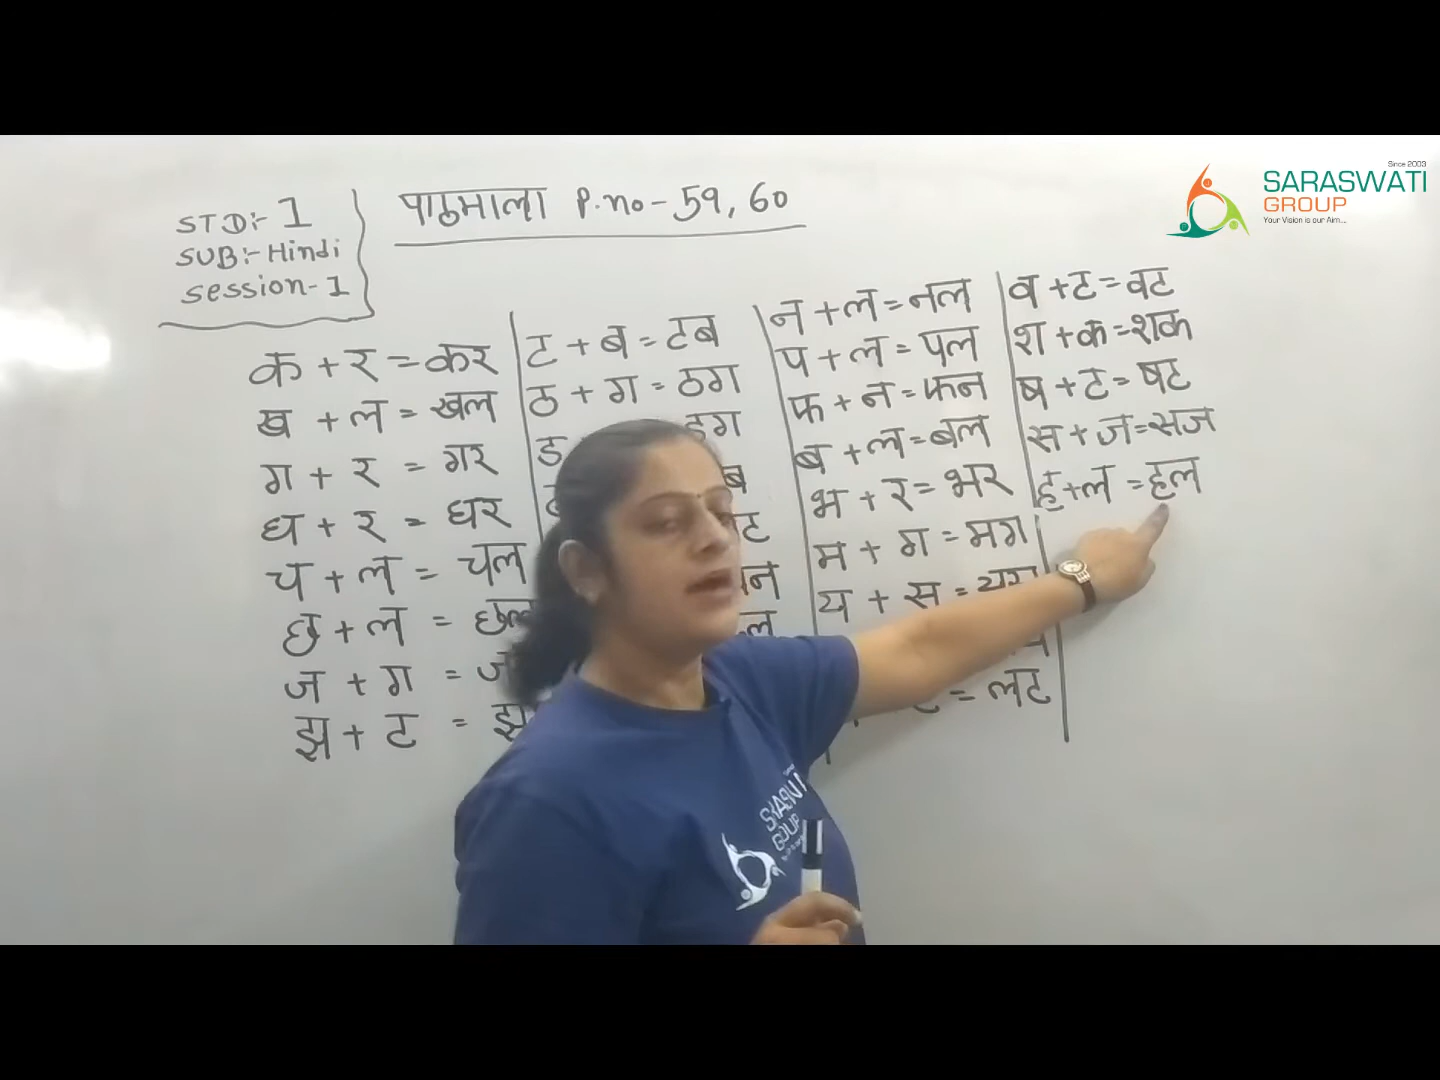 Since 2003
SARASWATI
GROUP
Your Vision is our Aim...
STD:- 1
SUB:- Hindi
Session - 1
पाठमाला P.no - 59, 60
क + र = कर
ख + ल = खल
ग + र = गर
घ + र = घर
च + ल = चल
छ + ल = छल
ज + ग =
झ + ट =
ट + ब = टब
ठ + ग = ठग
न + ल = नल
प + ल = पल
फ + न = फन
ब + ल = बल
भ + र = भर
म + ग = मग
य + स =
= लट
व + ट = वट
श + क = शक
ष + ट = षट
स + ज = सज
ह + ल = हल
GROUP